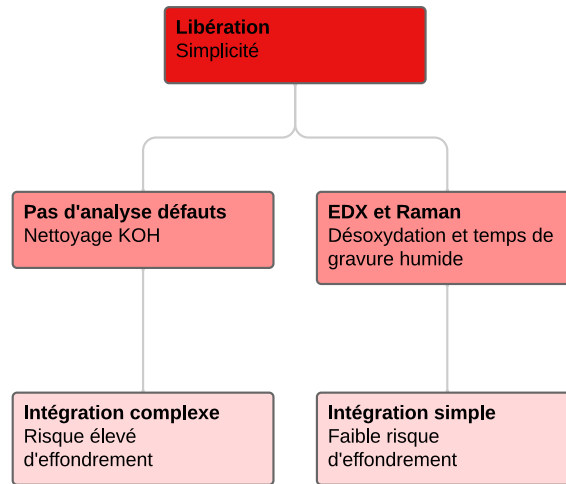 Libération
Simplicité
Pas d'analyse défauts
Nettoyage KOH
EDX et Raman
Désoxydation et temps de
gravure humide
Intégration complexe
Risque élevé
d'effondrement
Intégration simple
Faible risque
d'effondrement